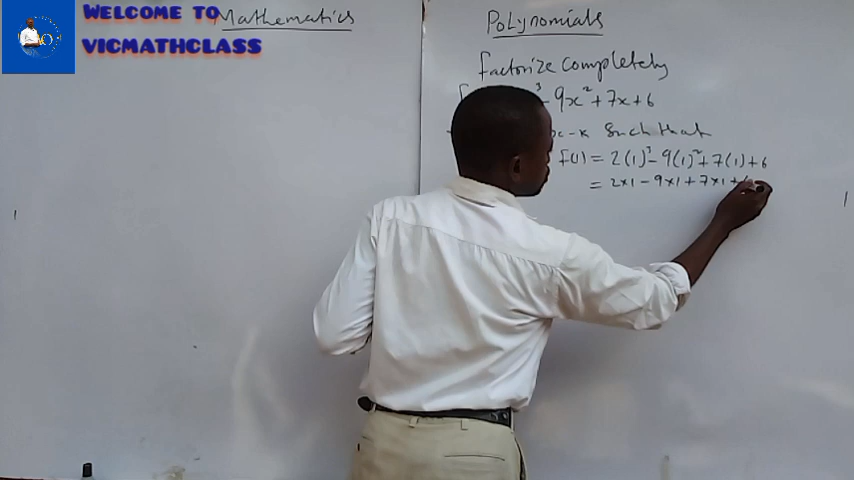 WELCOME TO
VICMATHCLASS
Mathematics
Polynomials
factorize completely
³ - 9x² + 7x + 6
x - k such that
f(1) = 2(1)³ - 9(1)² + 7(1) + 6
= 2x1 - 9x1 + 7x1 +